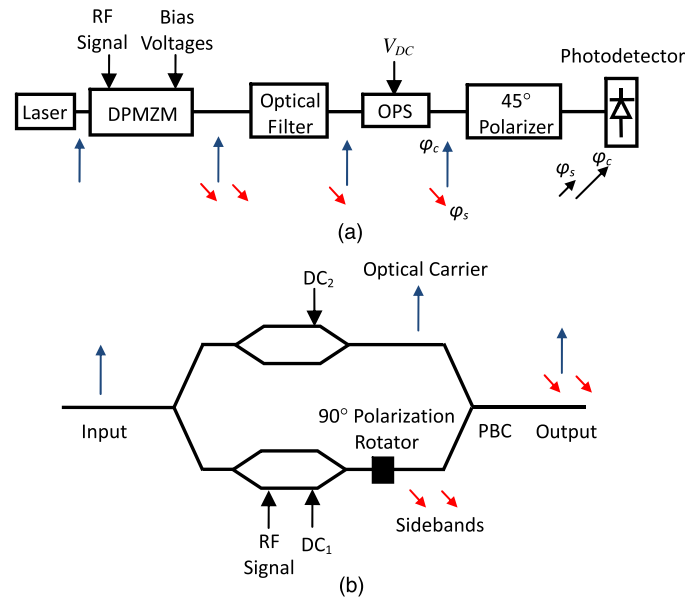 RF
Signal
Bias
Voltages
V_DC
Photodetector
Laser
DPMZM
Optical
Filter
OPS
45°
Polarizer
φc
φs
φs
φc
(a)
DC₂
Optical Carrier
Input
90° Polarization
Rotator
PBC
Output
Sidebands
RF
Signal
DC₁
(b)